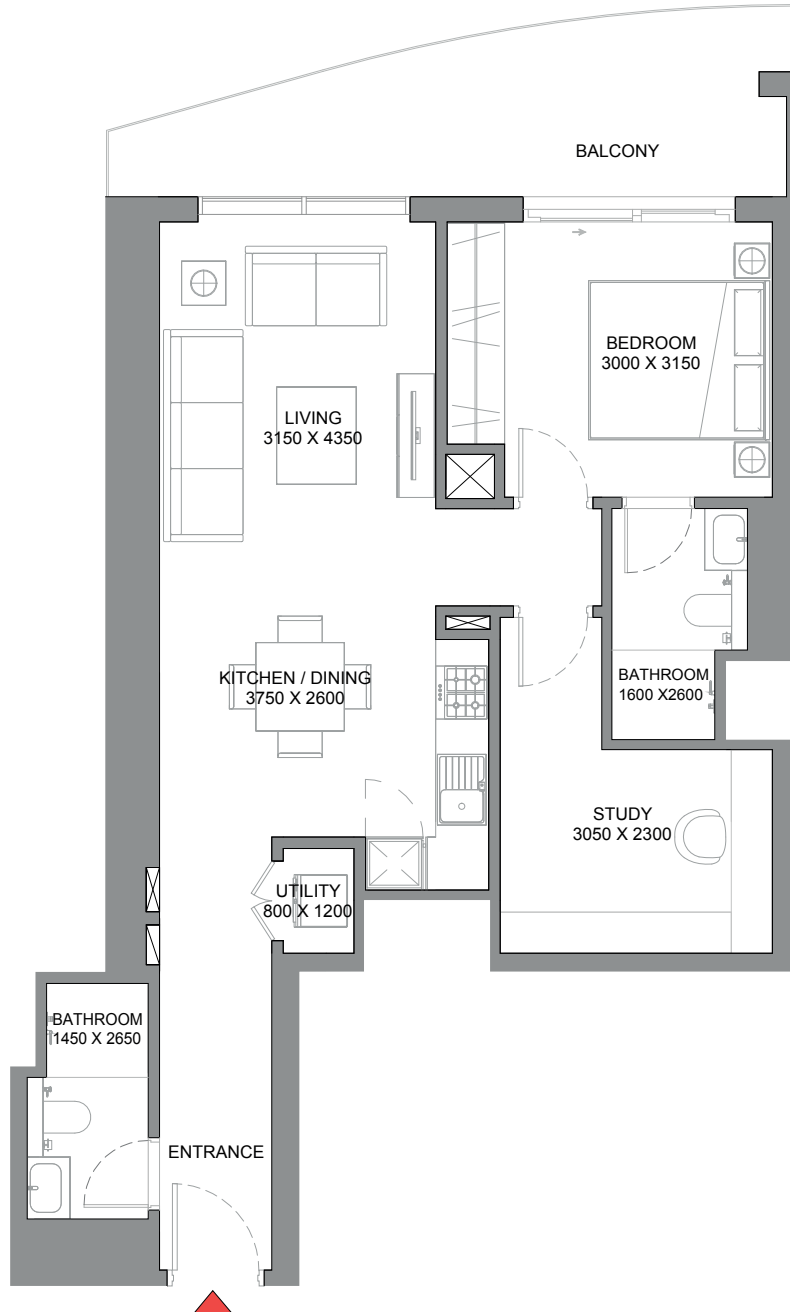 BALCONY
BEDROOM
3000 X 3150
LIVING
3150 X 4350
KITCHEN / DINING
3750 X 2600
BATHROOM
1600 X2600
STUDY
3050 X 2300
UTILITY
800 X 1200
BATHROOM
1450 X 2650
ENTRANCE